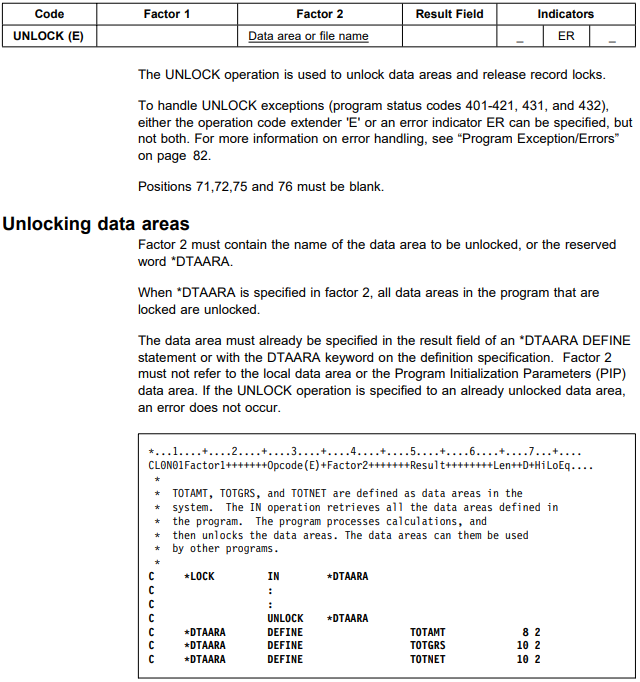 Code Factor 1 Factor 2 Result Field Indicators
UNLOCK (E) Data area or file name _ ER _
The UNLOCK operation is used to unlock data areas and release record locks.
To handle UNLOCK exceptions (program status codes 401-421, 431, and 432),
either the operation code extender 'E' or an error indicator ER can be specified, but
not both. For more information on error handling, see “Program Exception/Errors”
on page 82.
Positions 71,72,75 and 76 must be blank.
Unlocking data areas
Factor 2 must contain the name of the data area to be unlocked, or the reserved
word *DTAARA.
When *DTAARA is specified in factor 2, all data areas in the program that are
locked are unlocked.
The data area must already be specified in the result field of an *DTAARA DEFINE
statement or with the DTAARA keyword on the definition specification. Factor 2
must not refer to the local data area or the Program Initialization Parameters (PIP)
data area. If the UNLOCK operation is specified to an already unlocked data area,
an error does not occur.
*...1....+....2....+....3....+....4....+....5....+....6....+....7...+....
CL0N01Factor1+++++++Opcode(E)+Factor2+++++++Result++++++++Len++D+HiLoEq....
*
* TOTAMT, TOTGRS, and TOTNET are defined as data areas in the
* system. The IN operation retrieves all the data areas defined in
* the program. The program processes calculations, and
* then unlocks the data areas. The data areas can them be used
* by other programs.
*
C *LOCK IN *DTAARA
C :
C :
C UNLOCK *DTAARA
C *DTAARA DEFINE TOTAMT 8 2
C *DTAARA DEFINE TOTGRS 10 2
C *DTAARA DEFINE TOTNET 10 2